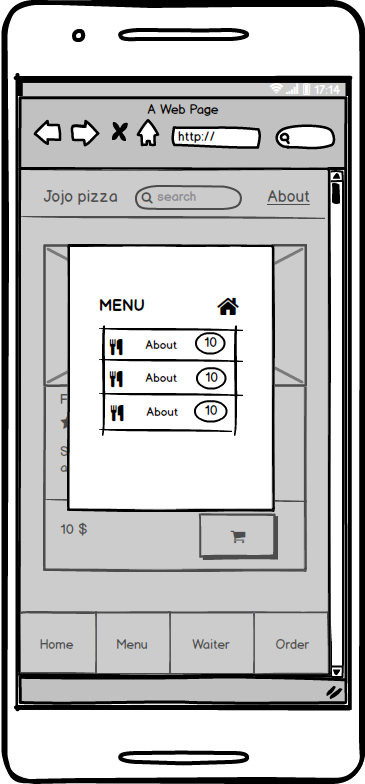 17:14
A Web Page
http://
Jojo pizza search About
MENU
About 10
About 10
About 10
F
S
a
10 $
Home Menu Waiter Order